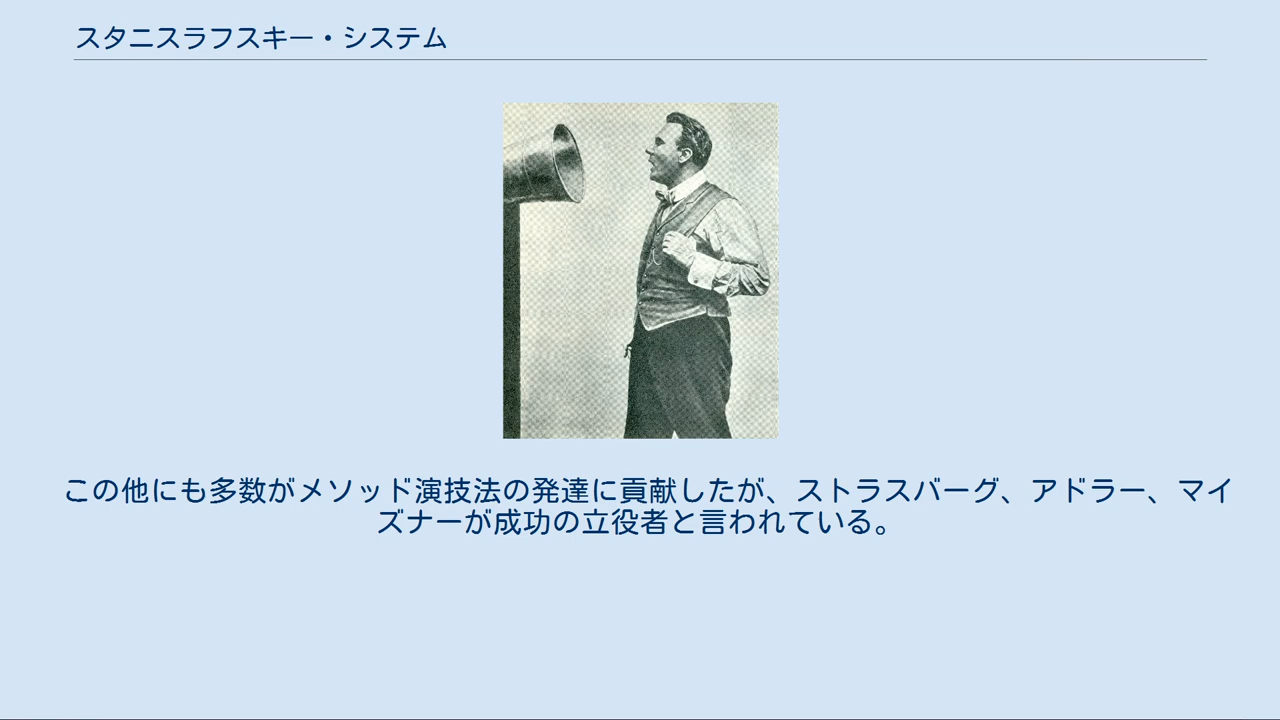 スタニスラフスキー・システム
この他にも多数がメソッド演技法の発達に貢献したが、ストラスバーグ、アドラー、マイ
ズナーが成功の立役者と言われている。